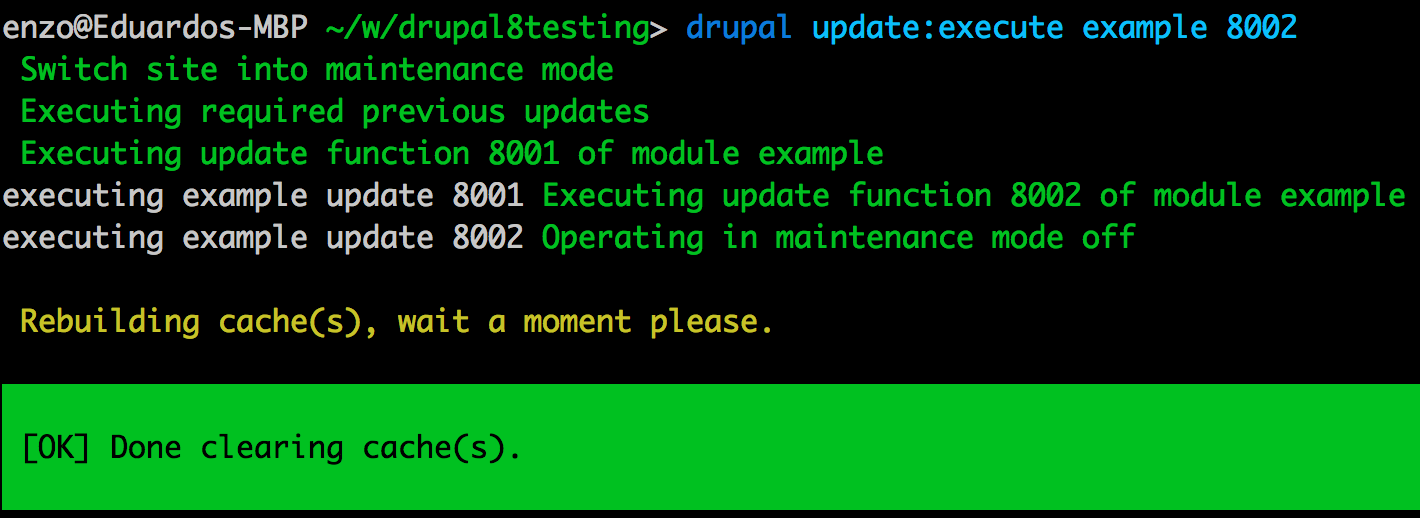 enzo@Eduardos-MBP ~/w/drupal8testing> drupal update:execute example 8002
Switch site into maintenance mode
Executing required previous updates
Executing update function 8001 of module example
executing example update 8001 Executing update function 8002 of module example
executing example update 8002 Operating in maintenance mode off
Rebuilding cache(s), wait a moment please.
[OK] Done clearing cache(s).